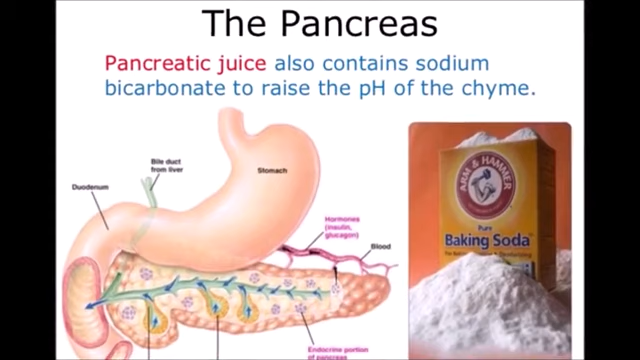 The Pancreas
Pancreatic juice also contains sodium
bicarbonate to raise the pH of the chyme.
Bile duct
from liver
Duodenum
Stomach
Hormones
(insulin,
glucagon)
Blood
Endocrine portion
of pancreas
ARM & HAMMER
Pure
Baking Soda